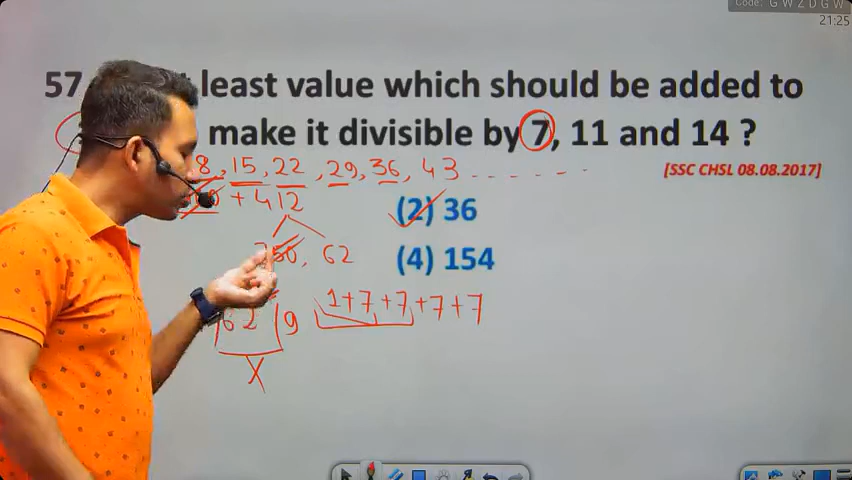 Code: G W Z D G W
21:25
57. least value which should be added to
make it divisible by 7, 11 and 14 ?
8, 15, 22, 29, 36, 43 - - - - - - -
[SSC CHSL 08.08.2017]
+ 412
(2) 36
, 62
(4) 154
62 9
1+7+7+7+7
X